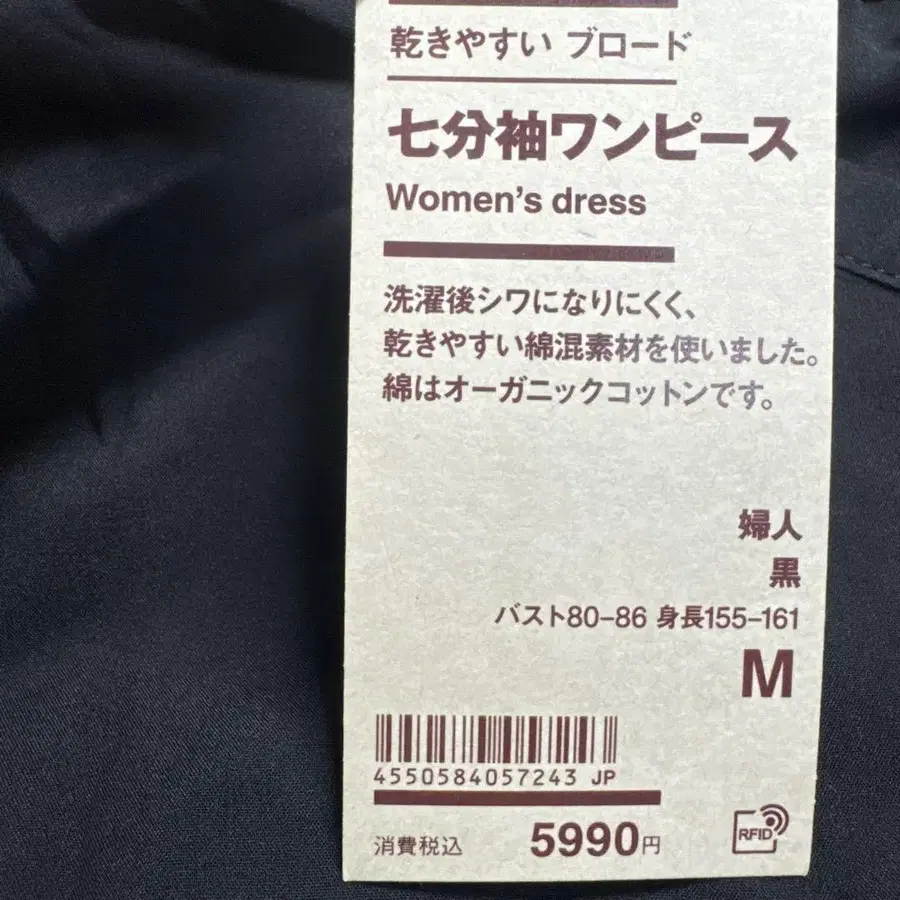 乾きやすい ブロード
七分袖ワンピース
Women's dress
洗濯後シワになりにくく、
乾きやすい綿混素材を使いました。
綿はオーガニックコットンです。
婦人
黒
バスト80-86 身長155-161
M
4550584057243 JP
消費税込 5990円
RFID